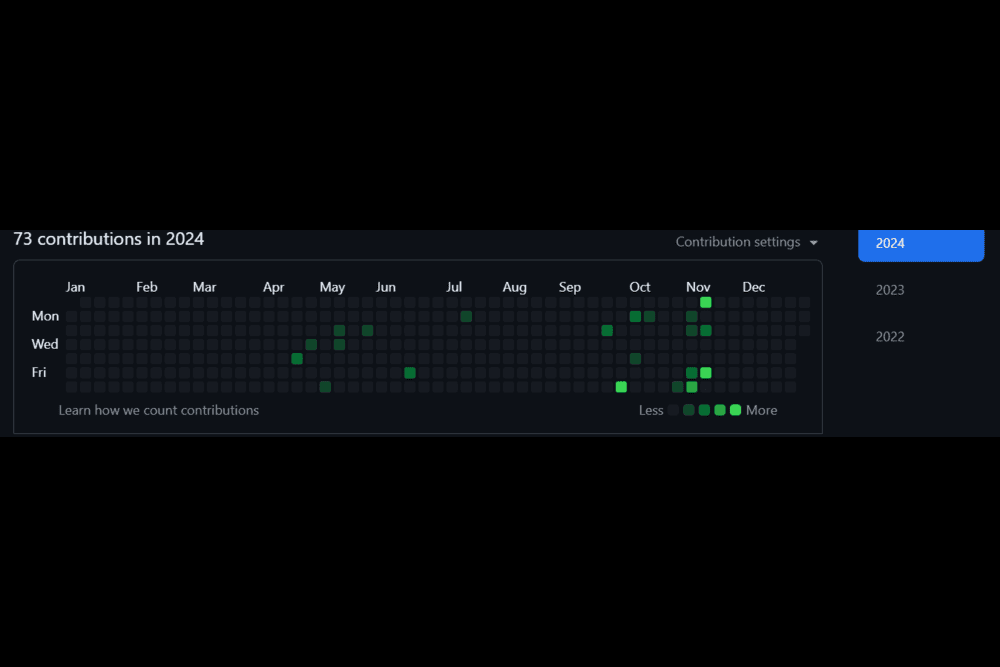 73 contributions in 2024
Contribution settings
2024
2023
2022
Jan Feb Mar Apr May Jun Jul Aug Sep Oct Nov Dec
Mon
Wed
Fri
Learn how we count contributions
Less More